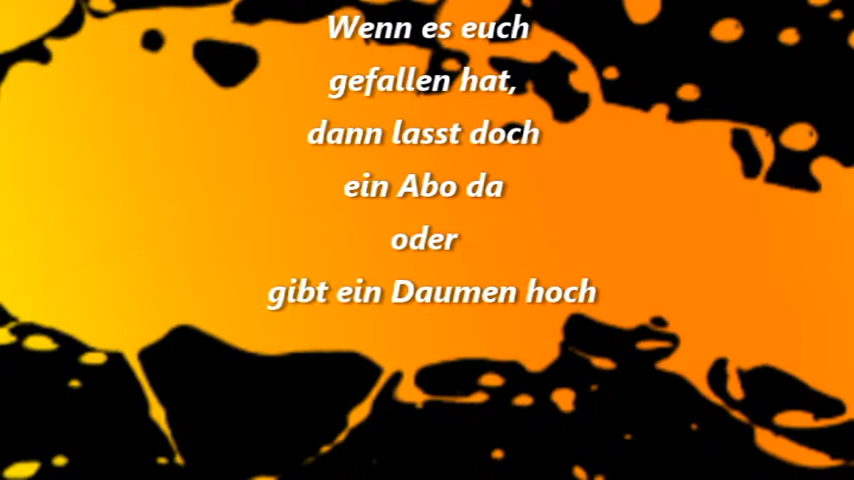 Wenn es euch
gefallen hat,
dann lasst doch
ein Abo da
oder
gibt ein Daumen hoch